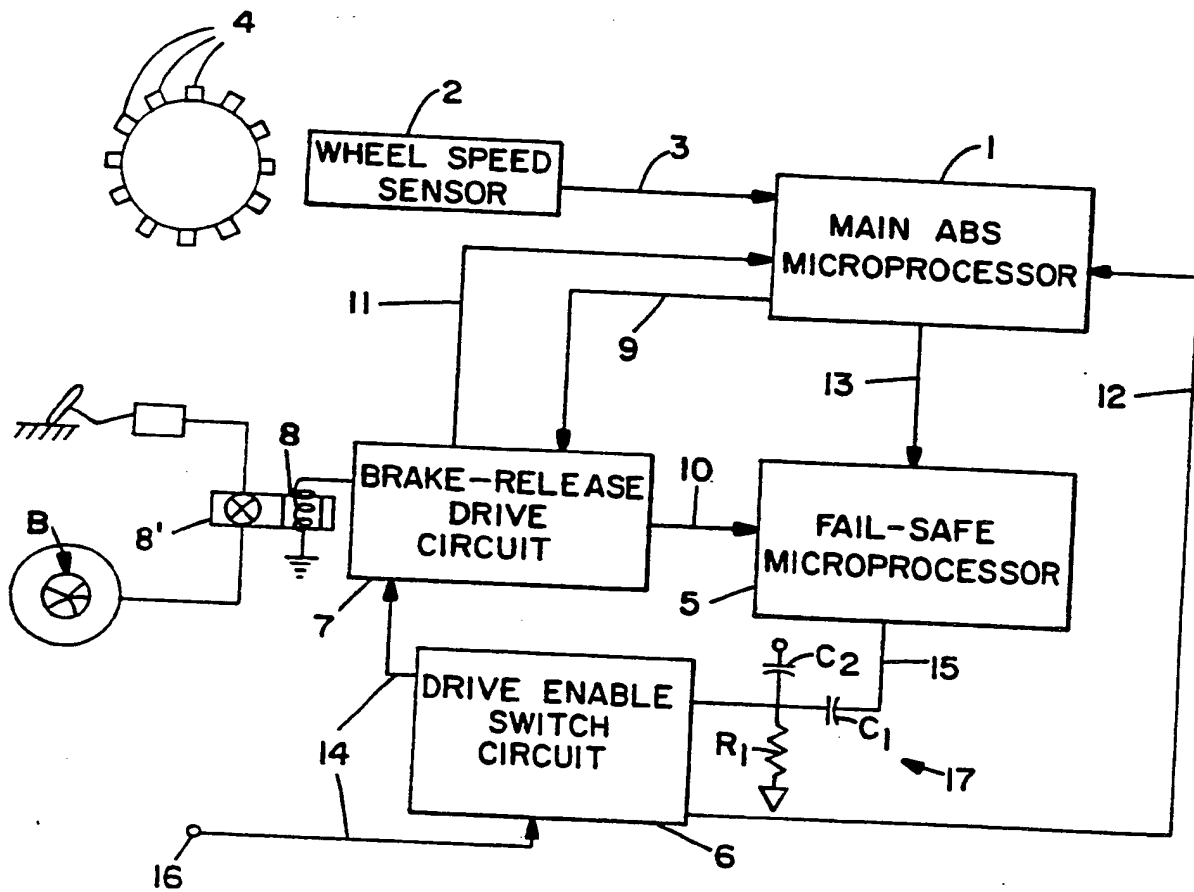 4
2
WHEEL SPEED
SENSOR
3
1
MAIN ABS
MICROPROCESSOR
11
9
13
12
8
8'
B
BRAKE-RELEASE
DRIVE
CIRCUIT
7
10
FAIL-SAFE
MICROPROCESSOR
5
15
C2
C1
R1
17
DRIVE ENABLE
SWITCH
CIRCUIT
14
6
16